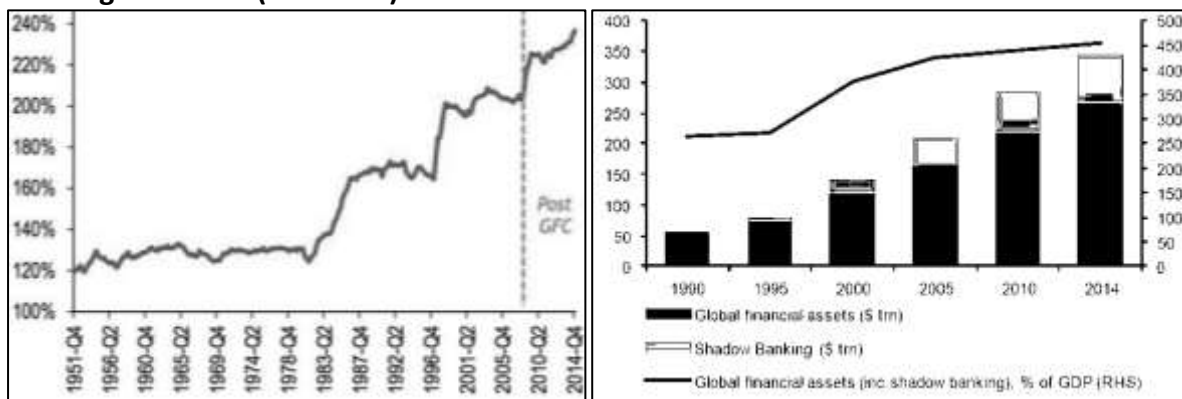 240%
220%
200%
180%
160%
140%
120%
100%
Post
GFC
1951-Q4
1956-Q2
1960-Q4
1965-Q2
1969-Q4
1974-Q2
1978-Q4
1983-Q2
1987-Q4
1992-Q2
1996-Q4
2001-Q2
2005-Q4
2010-Q2
2014-Q4
400
350
300
250
200
150
100
50
0
500
450
400
350
300
250
200
150
100
50
0
1990 1995 2000 2005 2010 2014
Global financial assets ($ trn)
Shadow Banking ($ trn)
Global financial assets (inc.shadow banking), % of GDP (RHS)